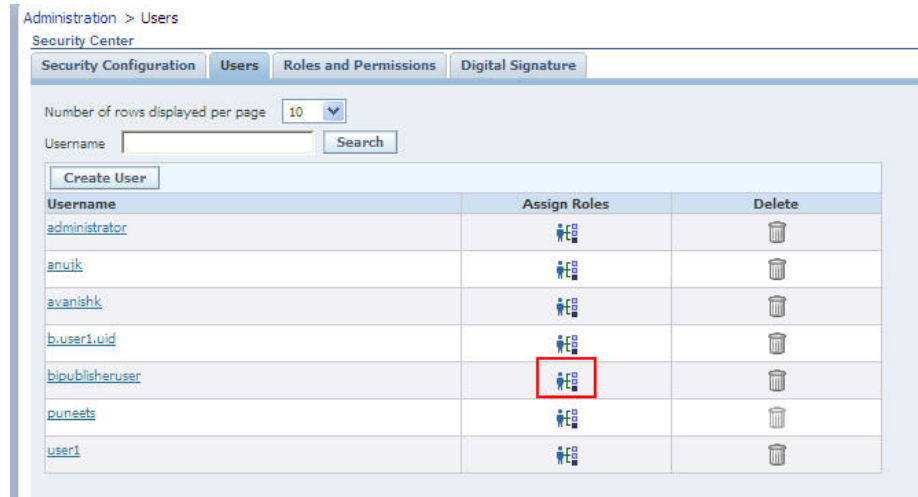 Administration > Users
Security Center
Security Configuration Users Roles and Permissions Digital Signature
Number of rows displayed per page 10
Username Search
Create User
Username Assign Roles Delete
administrator
anujk
avanishk
b.user1.uid
bipublisheruser
puneets
user1